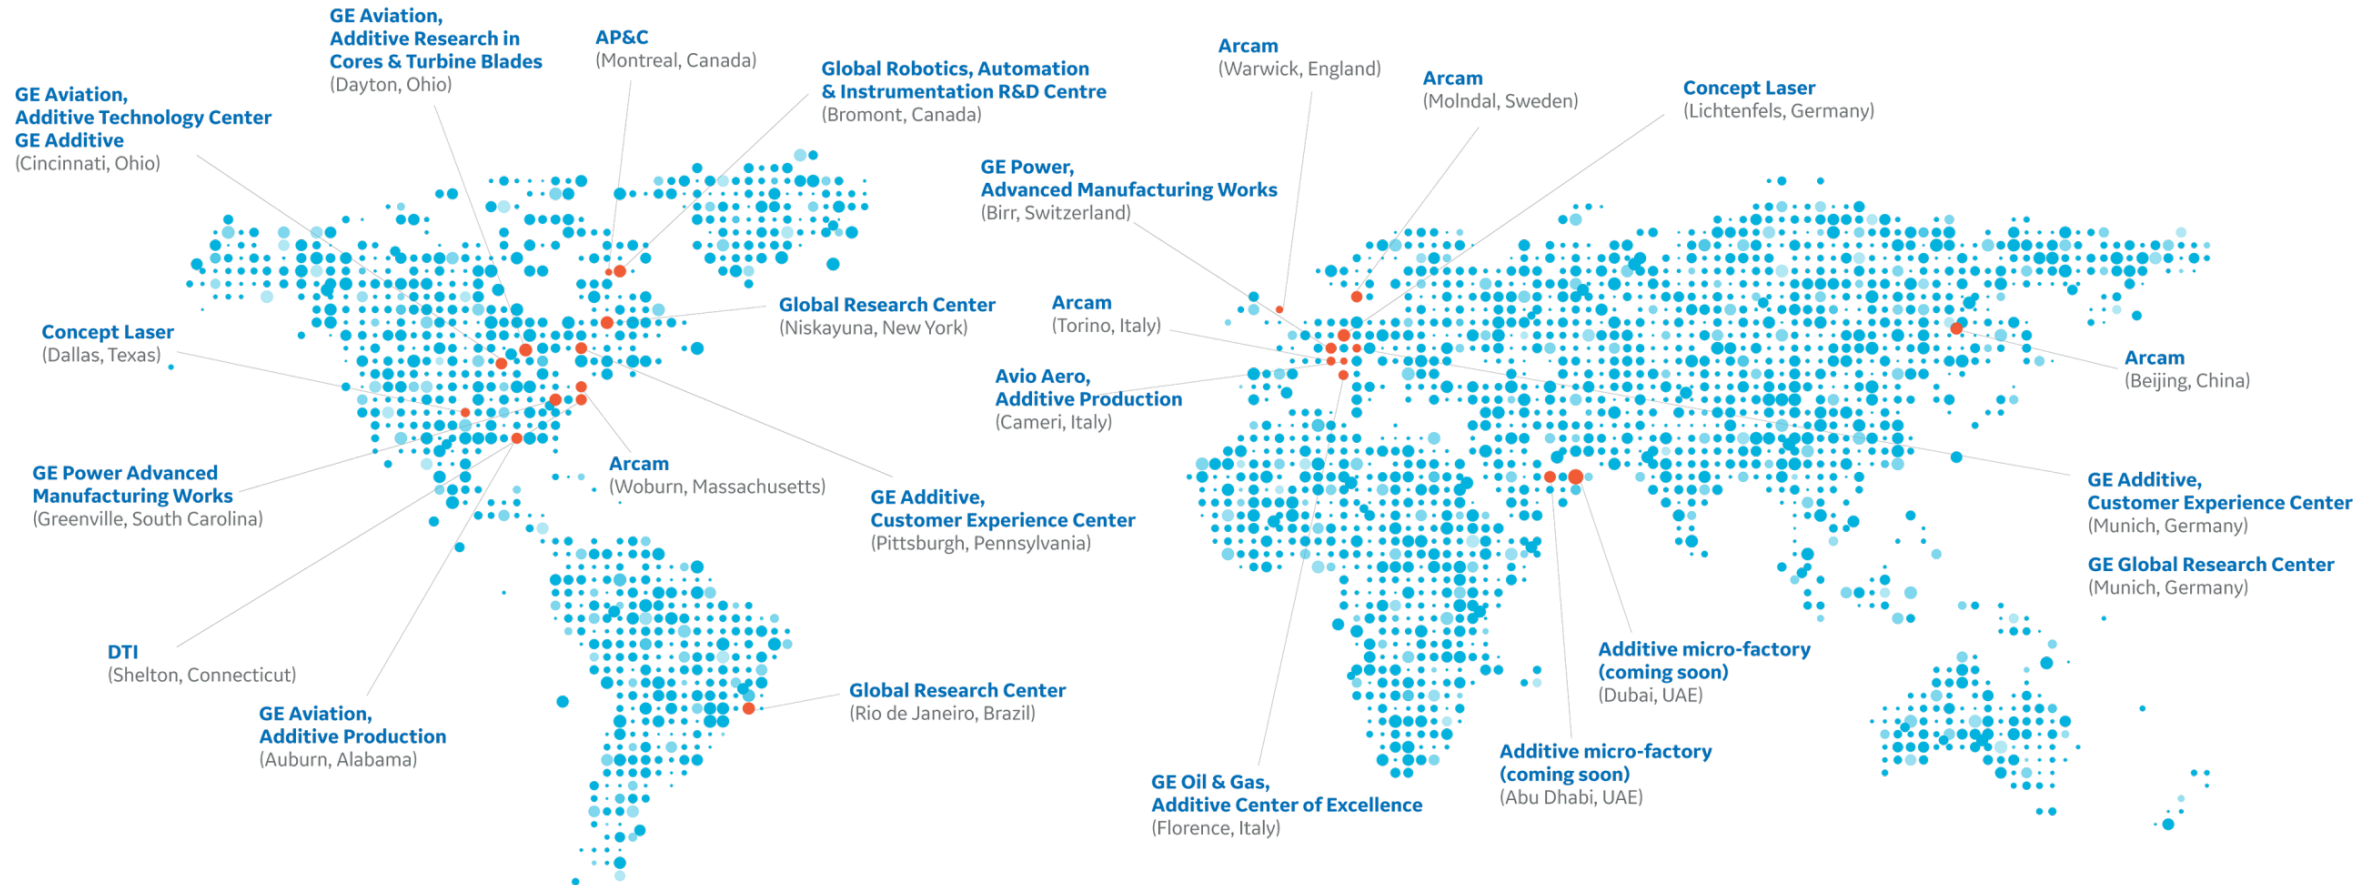 GE Aviation,
Additive Research in
Cores & Turbine Blades
(Dayton, Ohio)
AP&C
(Montreal, Canada)
Global Robotics, Automation
& Instrumentation R&D Centre
(Bromont, Canada)
GE Aviation,
Additive Technology Center
GE Additive
(Cincinnati, Ohio)
Concept Laser
(Dallas, Texas)
Global Research Center
(Niskayuna, New York)
GE Power Advanced
Manufacturing Works
(Greenville, South Carolina)
Arcam
(Woburn, Massachusetts)
GE Additive,
Customer Experience Center
(Pittsburgh, Pennsylvania)
DTI
(Shelton, Connecticut)
GE Aviation,
Additive Production
(Auburn, Alabama)
Global Research Center
(Rio de Janeiro, Brazil)
Arcam
(Warwick, England)
Arcam
(Molndal, Sweden)
Concept Laser
(Lichtenfels, Germany)
GE Power,
Advanced Manufacturing Works
(Birr, Switzerland)
Arcam
(Torino, Italy)
Avio Aero,
Additive Production
(Cameri, Italy)
Arcam
(Beijing, China)
GE Additive,
Customer Experience Center
(Munich, Germany)
GE Global Research Center
(Munich, Germany)
Additive micro-factory
(coming soon)
(Dubai, UAE)
Additive micro-factory
(coming soon)
(Abu Dhabi, UAE)
GE Oil & Gas,
Additive Center of Excellence
(Florence, Italy)